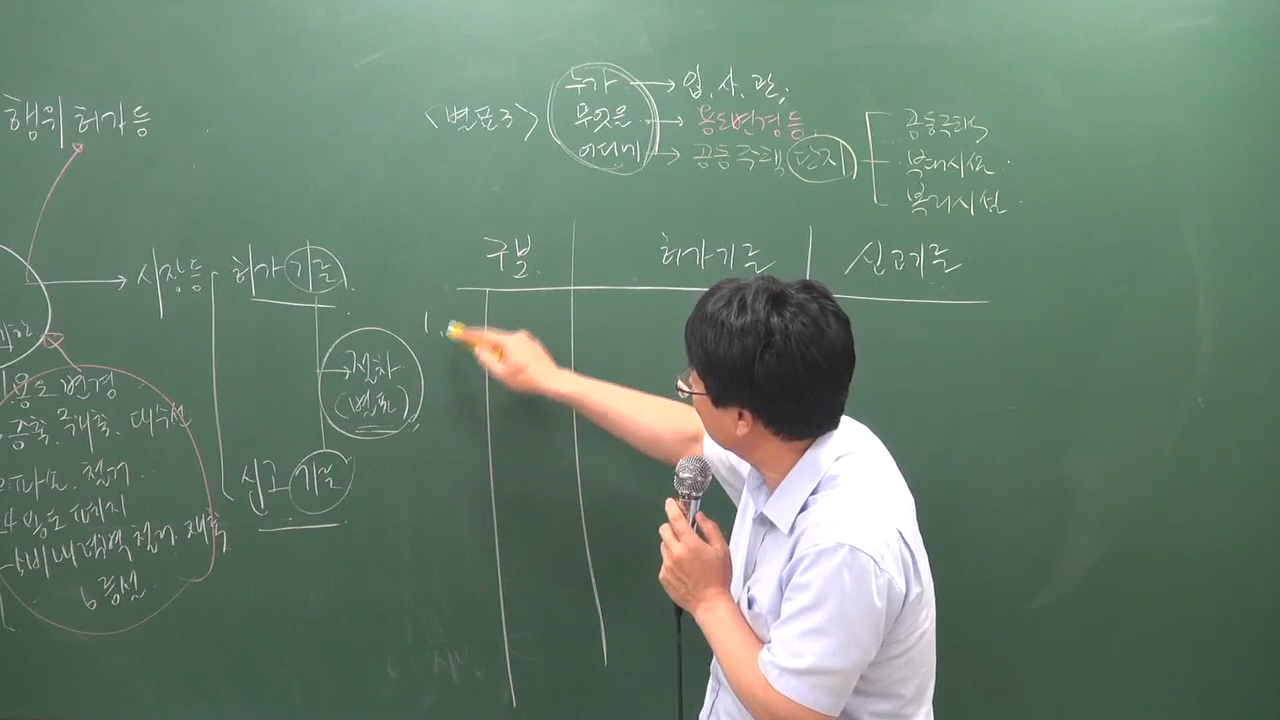 행위허가등
시장등
허가 기준
절차
(별표)
신고 기준
1 용도변경
증축. 개축. 대수선
파손. 철거.
4 용도폐지
비내력벽 철거
6 증설.
<별표3>
누가 → 입. 사. 관,
무엇을 → 용도변경등.
어디에 → 공동주택 단지
공동주택
부대시설.
복리시설.
구분. 허가기준 신고기준
1.